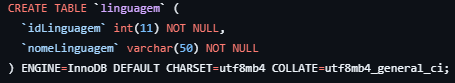 CREATE TABLE `linguagem` (
  `idLinguagem` int(11) NOT NULL,
  `nomeLinguagem` varchar(50) NOT NULL
) ENGINE=InnoDB DEFAULT CHARSET=utf8mb4 COLLATE=utf8mb4_general_ci;